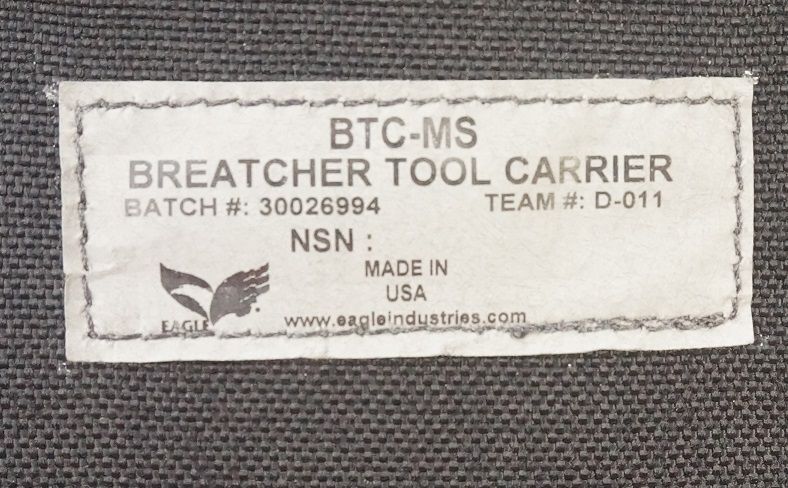 BTC-MS
BREATCHER TOOL CARRIER
BATCH #: 30026994 TEAM #: D-011
NSN :
MADE IN
USA
EAGLE
www.eagleindustries.com